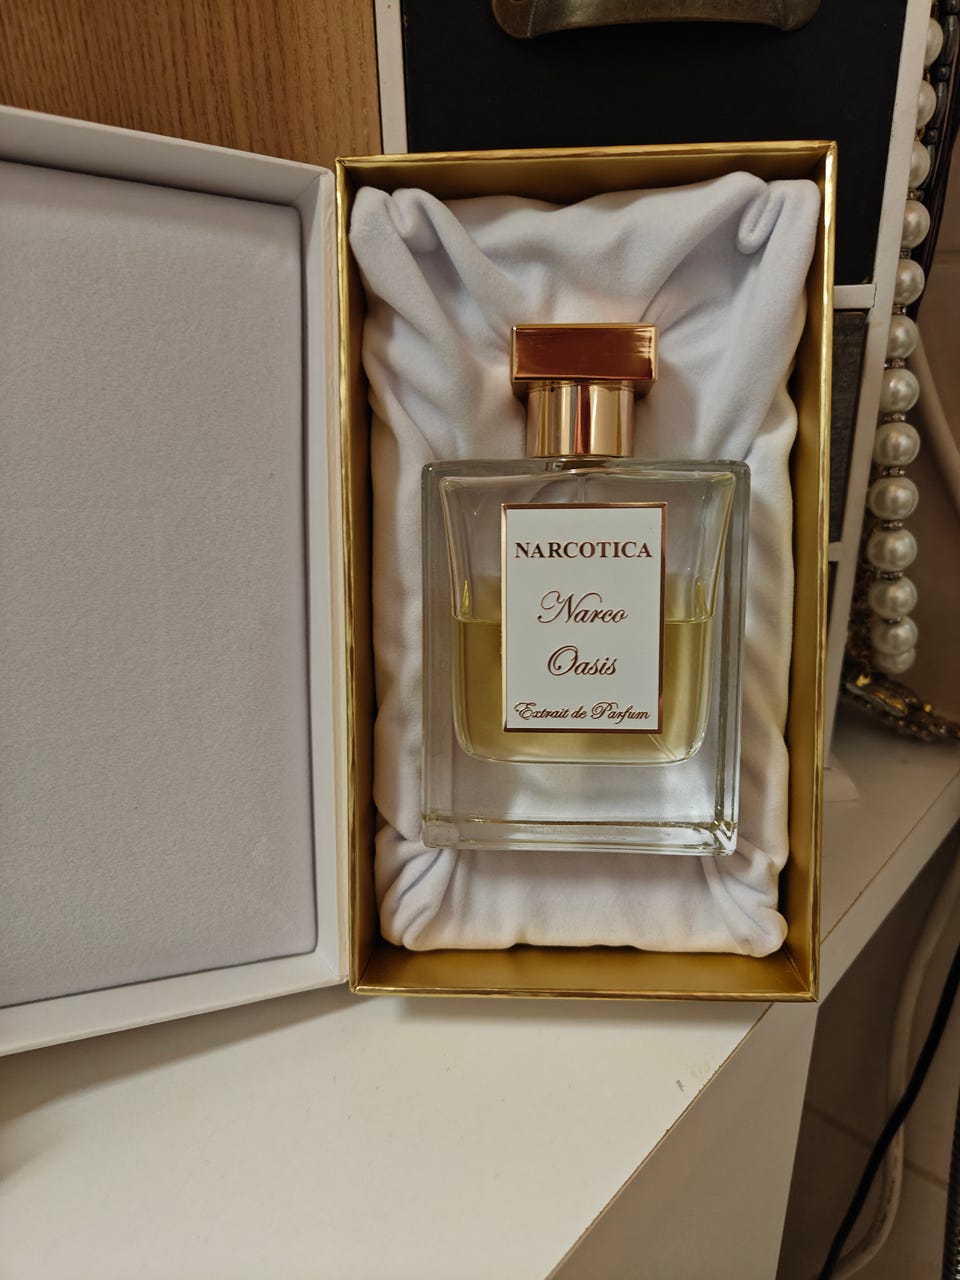 NARCOTICA
Narco
Oasis
Extrait de Parfum